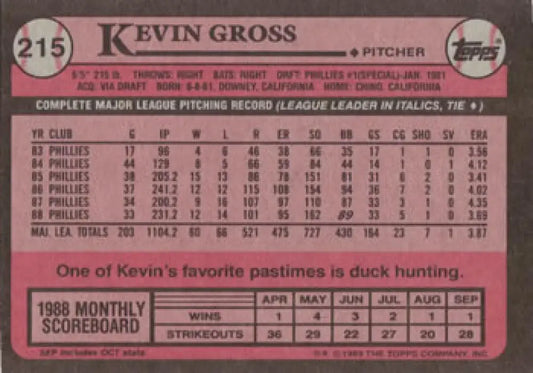 215 KEVIN GROSS
◆ PITCHER
topps
6'5" 215 lb. THROWS: RIGHT BATS: RIGHT DRAFT: PHILLIES #1(SPECIAL)-JAN. 1981
ACQ: VIA DRAFT BORN: 6-8-61, DOWNEY, CALIFORNIA HOME: CHINO, CALIFORNIA
COMPLETE MAJOR LEAGUE PITCHING RECORD (LEAGUE LEADER IN ITALICS, TIE ♦)
YR CLUB G IP W L R ER SO BB GS CG SHO SV ERA
83 PHILLIES 17 96 4 6 46 38 66 35 17 1 1 0 3.56
84 PHILLIES 44 129 8 5 66 59 84 44 14 1 0 1 4.12
85 PHILLIES 38 205.2 15 13 86 78 151 81 31 6 2 0 3.41
86 PHILLIES 37 241.2 12 12 115 108 154 94 36 7 2 0 4.02
87 PHILLIES 34 200.2 9 16 107 97 110 87 33 3 1 0 4.35
88 PHILLIES 33 231.2 12 14 101 95 162 89 33 5 1 0 3.69
MAJ. LEA. TOTALS 203 1104.2 60 66 521 475 727 430 164 23 7 1 3.87
One of Kevin's favorite pastimes is duck hunting.
1988 MONTHLY SCOREBOARD
APR MAY JUN JUL AUG SEP
WINS 1 4 3 2 1 1
STRIKEOUTS 36 29 22 27 20 28
SEP includes OCT stats
© 1989 THE TOPPS COMPANY, INC.